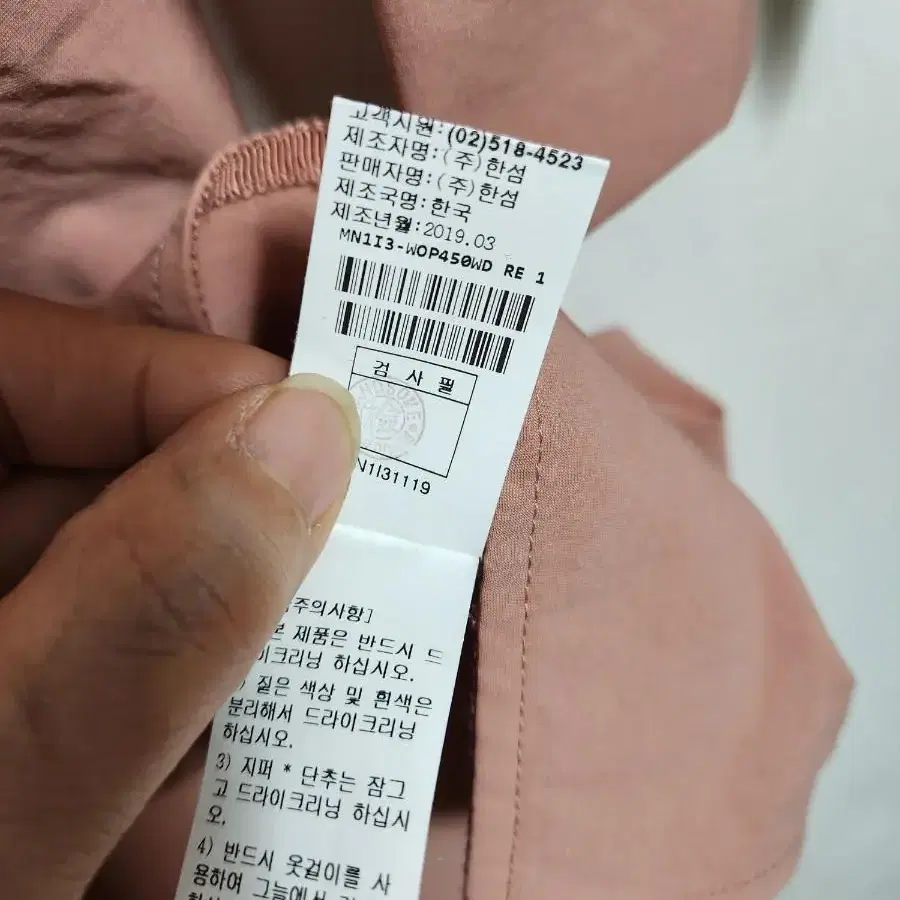 고객지원:(02)518-4523
제조자명:(주)한섬
판매자명:(주)한섬
제조국명:한국
제조년월:2019.03
MN1I3-WOP450WD RE 1
검 사 필
N1I31119
주의사항]
본 제품은 반드시 드
이크리닝 하십시오.
) 짙은 색상 및 흰색은
분리해서 드라이크리닝
하십시오.
3) 지퍼 * 단추는 잠그
고 드라이크리닝 하십시
오.
4) 반드시 옷걸이를 사
용하여 그늘에서